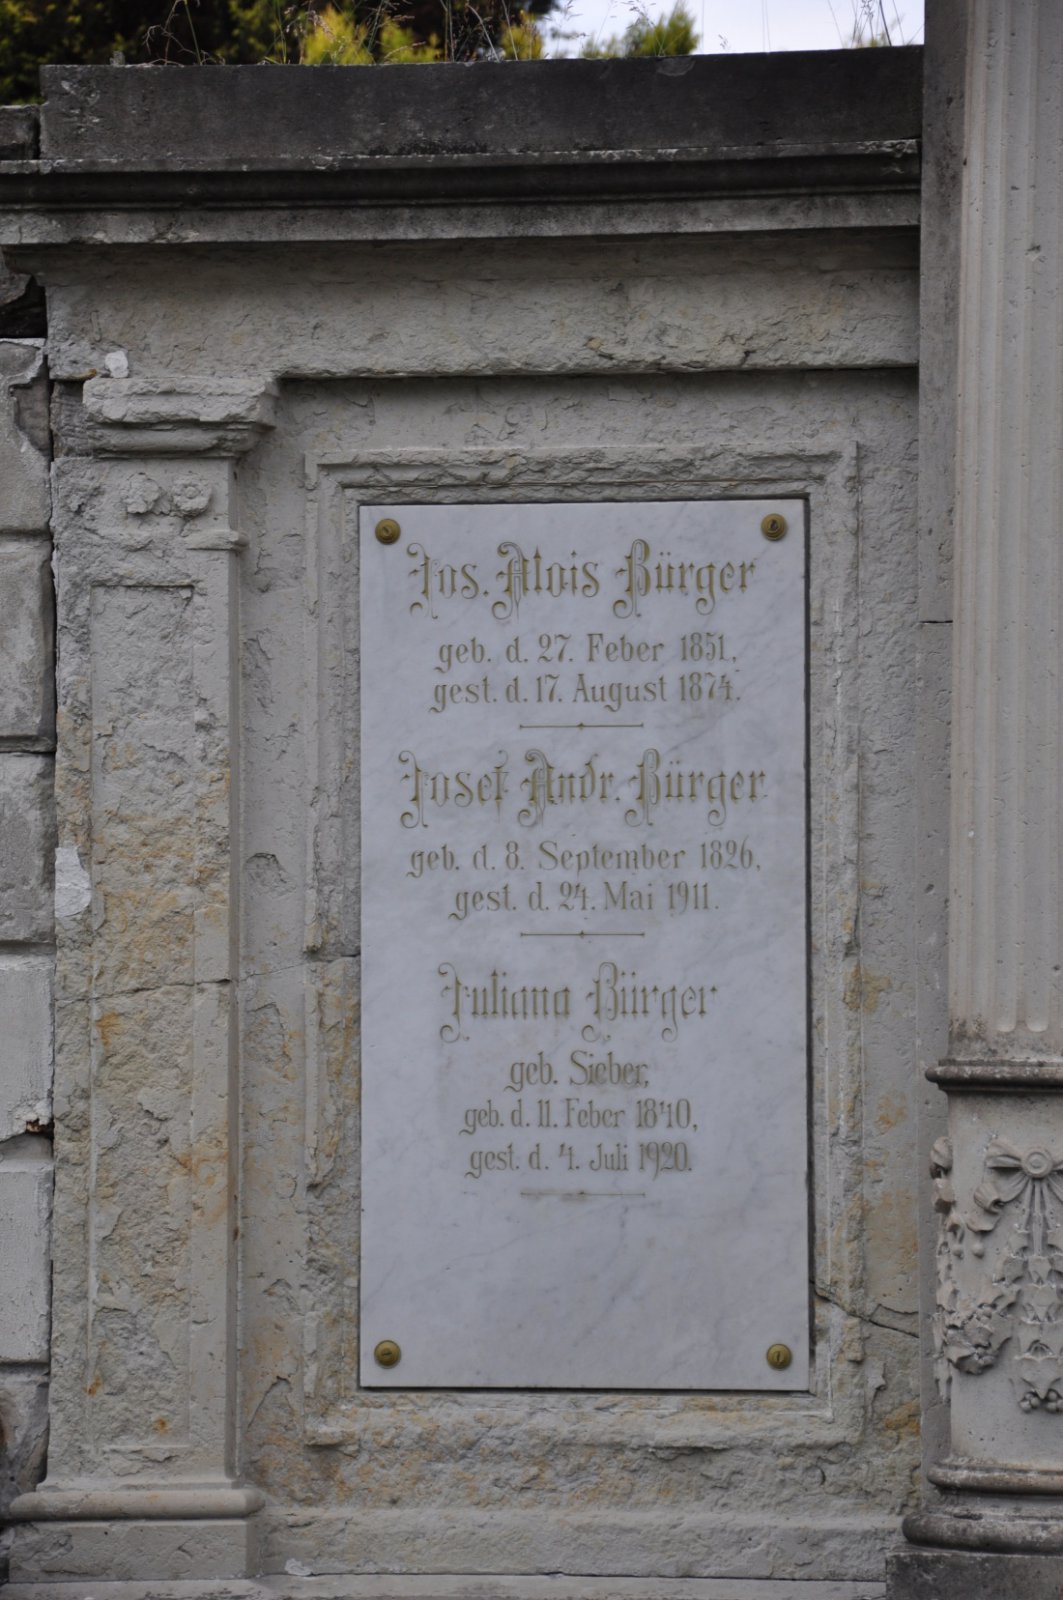 Jos. Alois Bürger
geb. d. 27. Feber 1851,
gest. d. 17. August 1874.
Josef Andr. Bürger
geb. d. 8. September 1826,
gest. d. 24. Mai 1911.
Juliana Bürger
geb. Sieber,
geb. d. 11. Feber 1840,
gest. d. 4. Juli 1920.